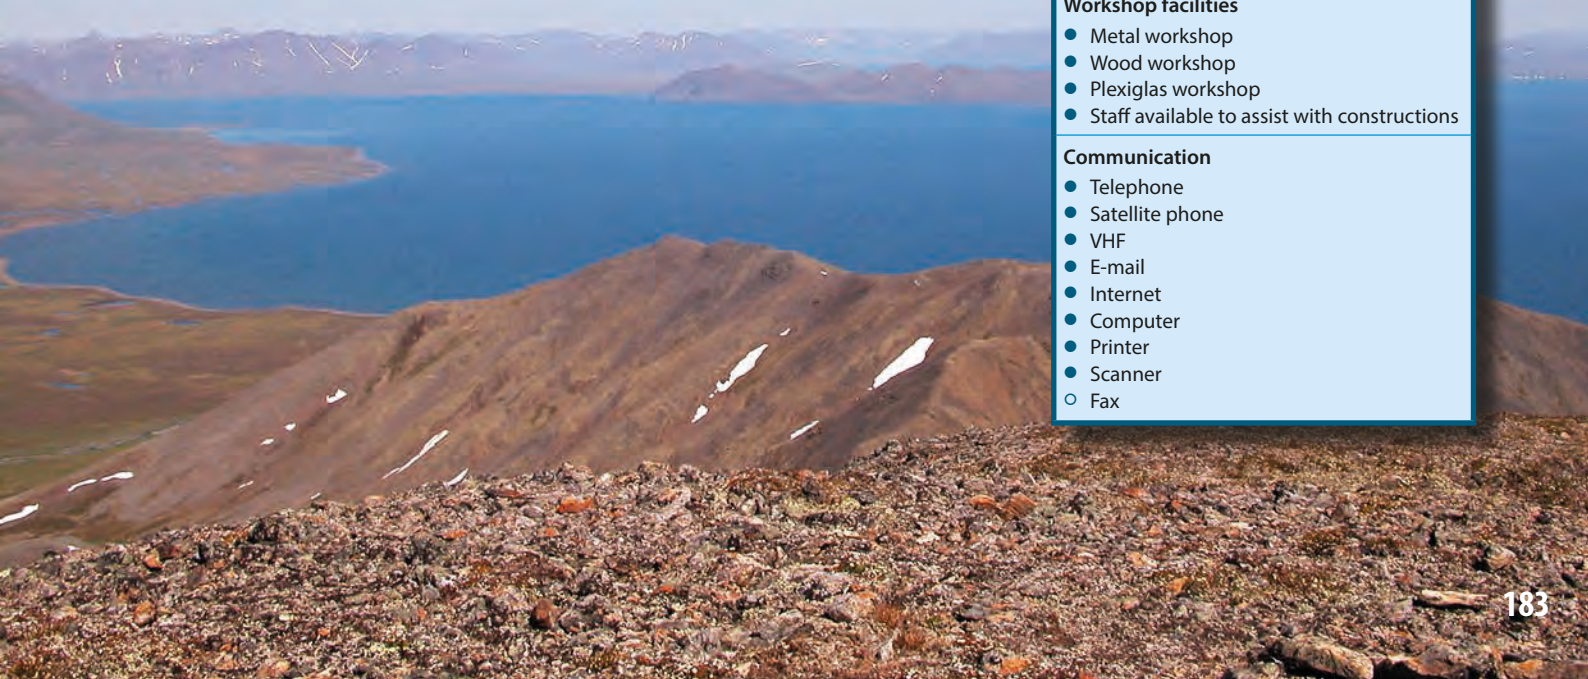 Workshop facilities
● Metal workshop
● Wood workshop
● Plexiglas workshop
● Staff available to assist with constructions
Communication
● Telephone
● Satellite phone
● VHF
● E-mail
● Internet
● Computer
● Printer
● Scanner
○ Fax
183